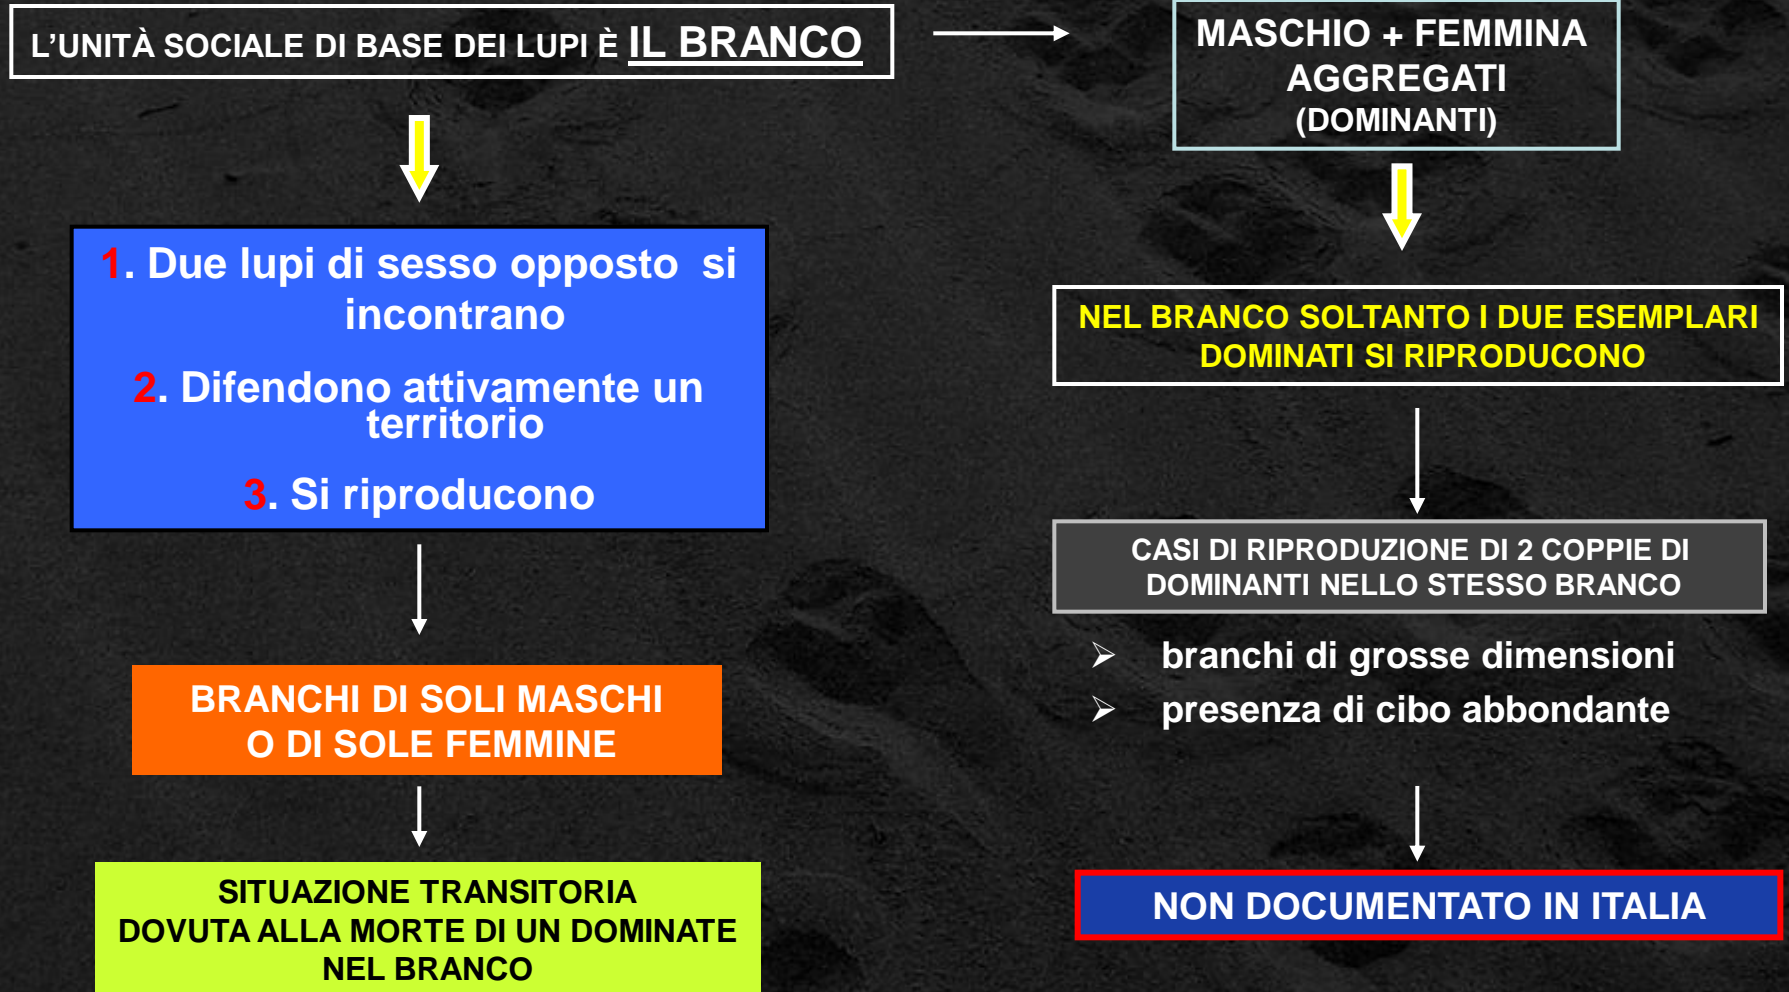 L’UNITÀ SOCIALE DI BASE DEI LUPI È IL BRANCO
MASCHIO + FEMMINA
AGGREGATI
(DOMINANTI)
1. Due lupi di sesso opposto si
incontrano
2. Difendono attivamente un
territorio
3. Si riproducono
NEL BRANCO SOLTANTO I DUE ESEMPLARI
DOMINATI SI RIPRODUCONO
CASI DI RIPRODUZIONE DI 2 COPPIE DI
DOMINANTI NELLO STESSO BRANCO
➢ branchi di grosse dimensioni
➢ presenza di cibo abbondante
BRANCHI DI SOLI MASCHI
O DI SOLE FEMMINE
SITUAZIONE TRANSITORIA
DOVUTA ALLA MORTE DI UN DOMINATE
NEL BRANCO
NON DOCUMENTATO IN ITALIA